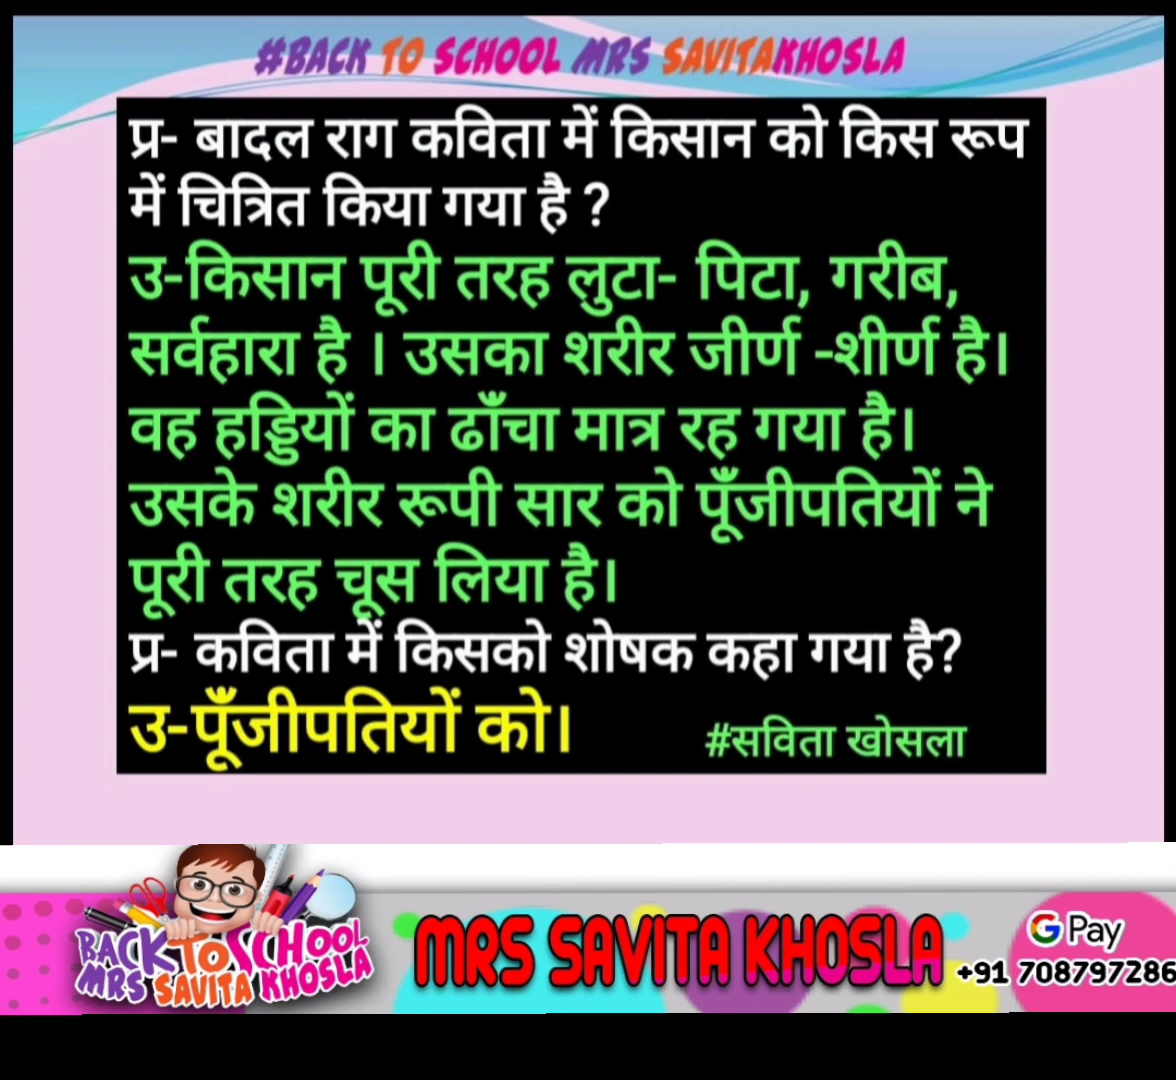 #BACK TO SCHOOL MRS SAVITAKHOSLA
प्र- बादल राग कविता में किसान को किस रूप
में चित्रित किया गया है ?
उ-किसान पूरी तरह लुटा- पिटा, गरीब,
सर्वहारा है । उसका शरीर जीर्ण -शीर्ण है।
वह हड्डियों का ढाँचा मात्र रह गया है।
उसके शरीर रूपी सार को पूँजीपतियों ने
पूरी तरह चूस लिया है।
प्र- कविता में किसको शोषक कहा गया है?
उ-पूँजीपतियों को।
#सविता खोसला
BACK TO SCHOOL
MRS SAVITA KHOSLA
MRS SAVITA KHOSLA
G Pay
+91 708797286